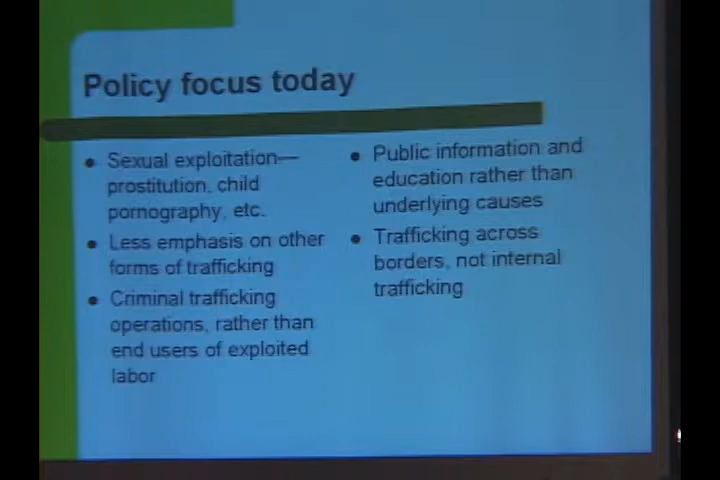 Policy focus today
Sexual exploitation—
prostitution, child
pornography, etc.
Less emphasis on other
forms of trafficking
Criminal trafficking
operations, rather than
end users of exploited
labor
Public information and
education rather than
underlying causes
Trafficking across
borders, not internal
trafficking